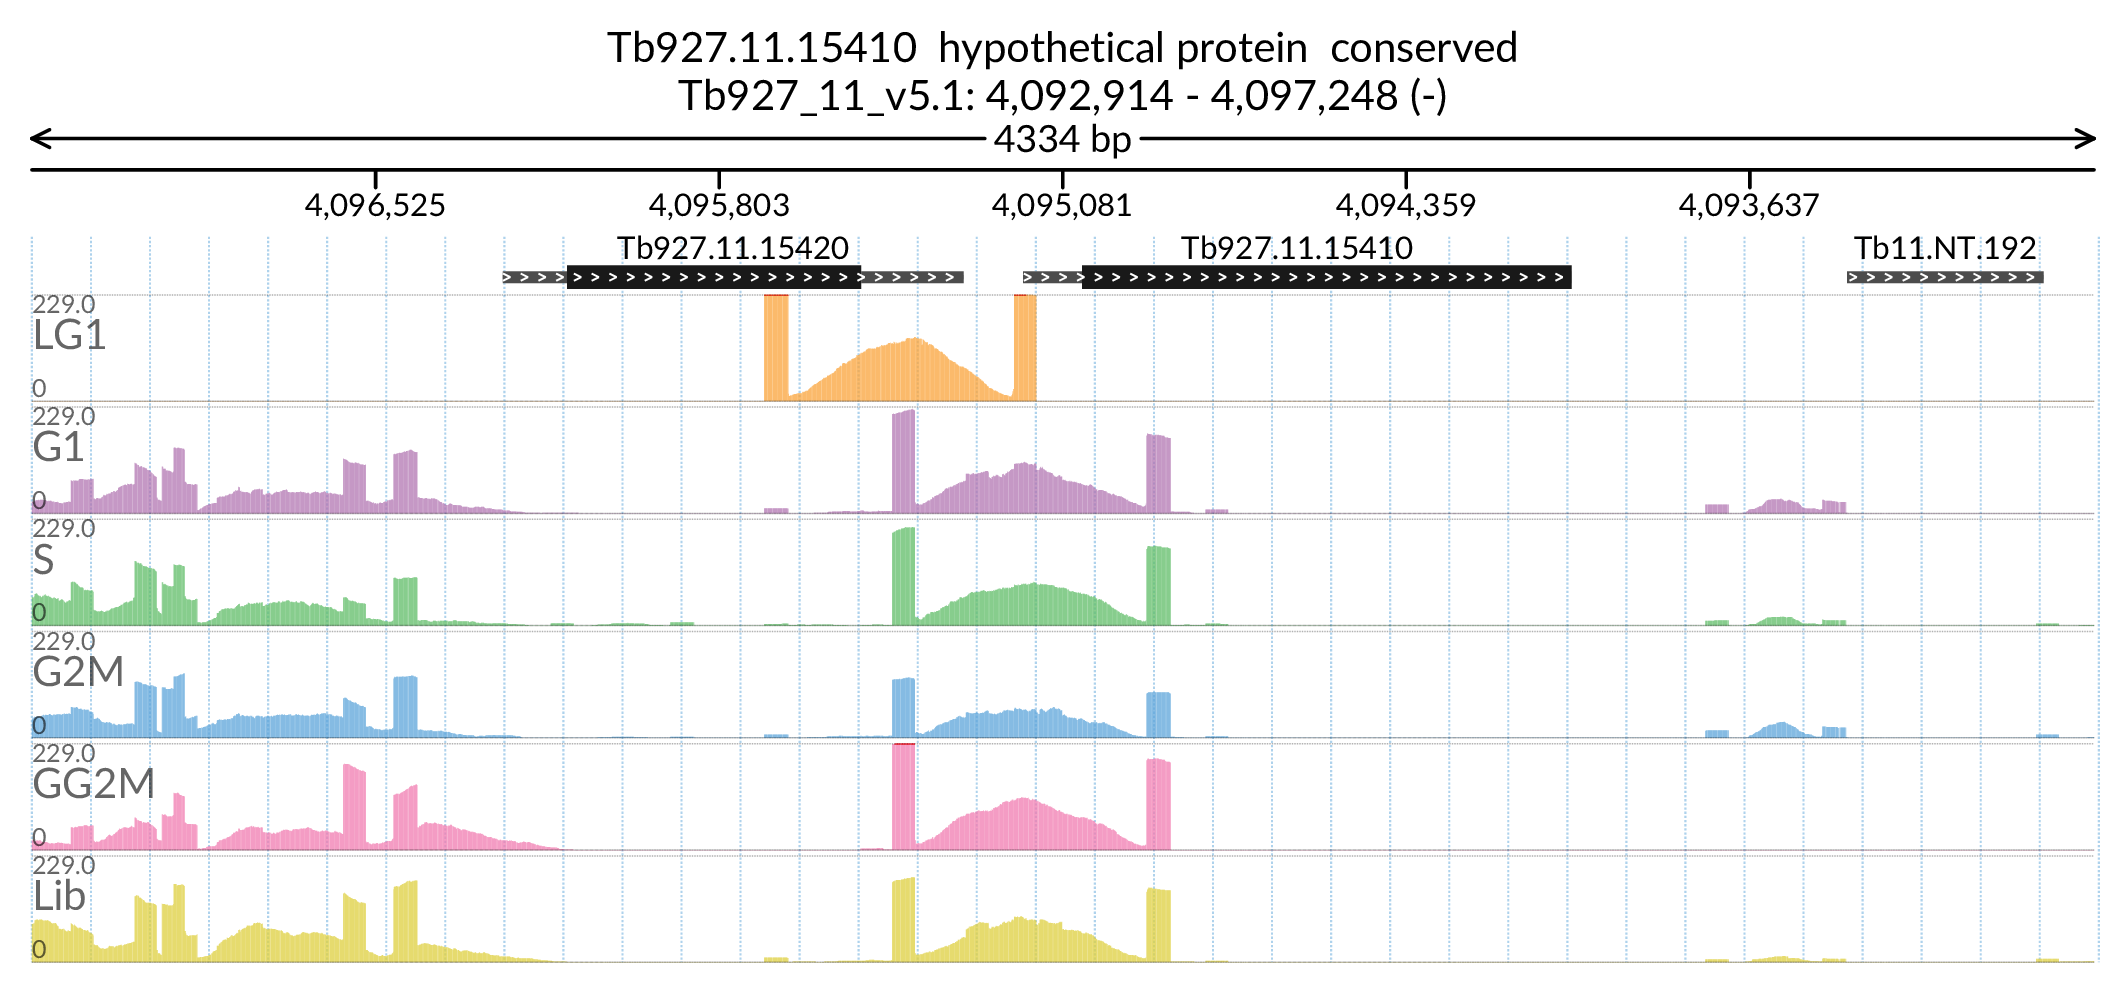 Tb927.11.15410 hypothetical protein conserved
Tb927_11_v5.1: 4,092,914 - 4,097,248 (-)
4334 bp
4,096,525 4,095,803 4,095,081 4,094,359 4,093,637
Tb927.11.15420 Tb927.11.15410 Tb11.NT.192
229.0
LG1
0
229.0
G1
0
229.0
S
0
229.0
G2M
0
229.0
GG2M
0
229.0
Lib
0